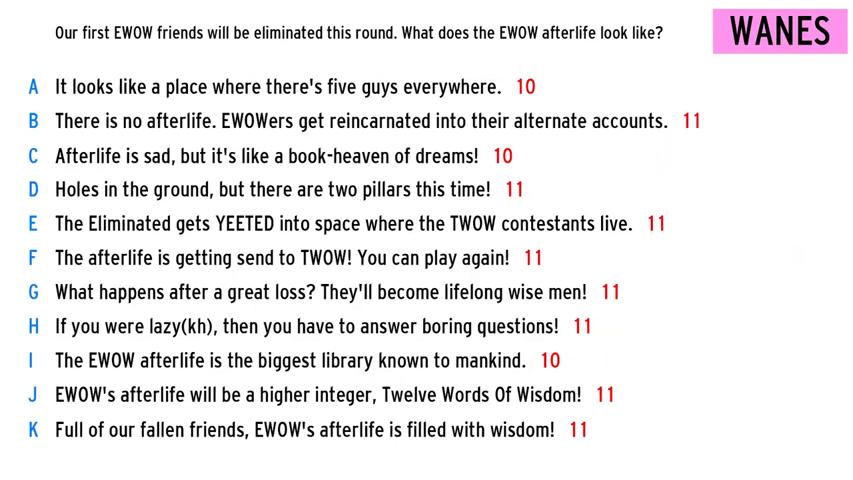 Our first EWOW friends will be eliminated this round. What does the EWOW afterlife look like?
WANES
A It looks like a place where there's five guys everywhere. 10
B There is no afterlife. EWOWers get reincarnated into their alternate accounts. 11
C Afterlife is sad, but it's like a book-heaven of dreams! 10
D Holes in the ground, but there are two pillars this time! 11
E The Eliminated gets YEETED into space where the TWOW contestants live. 11
F The afterlife is getting send to TWOW! You can play again! 11
G What happens after a great loss? They'll become lifelong wise men! 11
H If you were lazy(kh), then you have to answer boring questions! 11
I The EWOW afterlife is the biggest library known to mankind. 10
J EWOW's afterlife will be a higher integer, Twelve Words Of Wisdom! 11
K Full of our fallen friends, EWOW's afterlife is filled with wisdom! 11